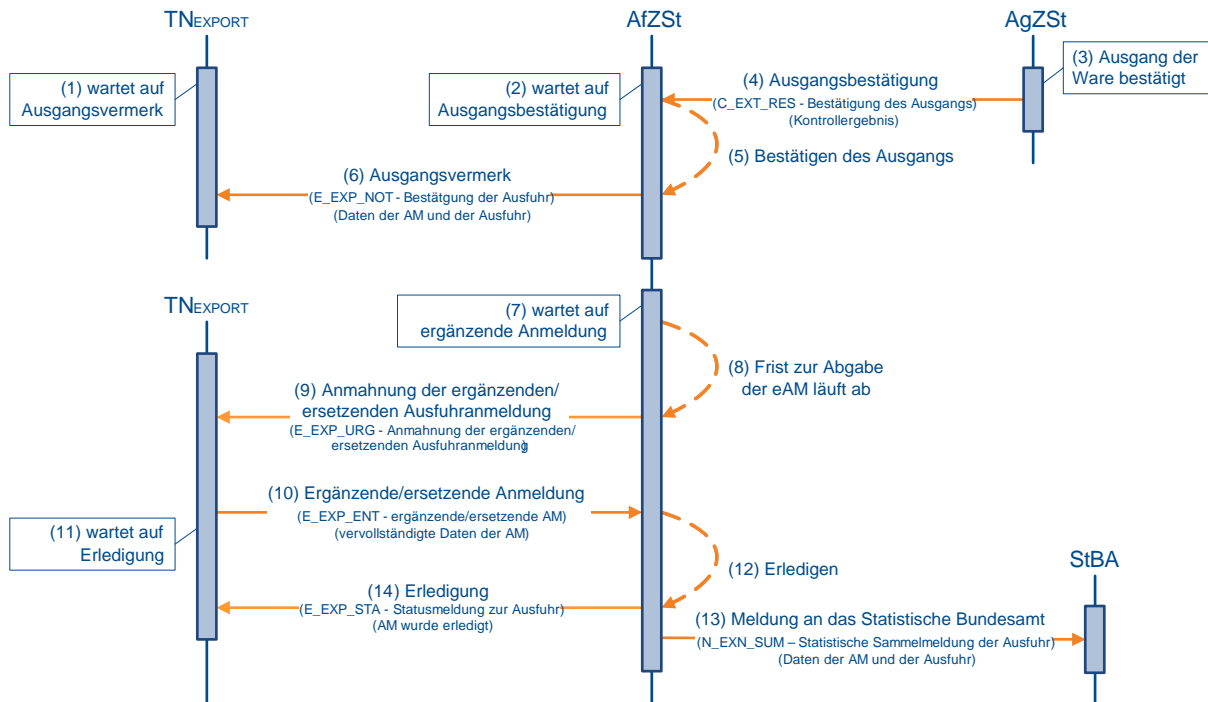 TNEXPORT
AfZSt
AgZSt
(1) wartet auf
Ausgangsvermerk
(2) wartet auf
Ausgangsbestätigung
(3) Ausgang der
Ware bestätigt
(4) Ausgangsbestätigung
(C_EXT_RES - Bestätigung des Ausgangs)
(Kontrollergebnis)
(5) Bestätigen des Ausgangs
(6) Ausgangsvermerk
(E_EXP_NOT - Bestätgung der Ausfuhr)
(Daten der AM und der Ausfuhr)
TNEXPORT
(7) wartet auf
ergänzende Anmeldung
(8) Frist zur Abgabe
der eAM läuft ab
(9) Anmahnung der ergänzenden/
ersetzenden Ausfuhranmeldung
(E_EXP_URG - Anmahnung der ergänzenden/
ersetzenden Ausfuhranmeldung)
(10) Ergänzende/ersetzende Anmeldung
(E_EXP_ENT - ergänzende/ersetzende AM)
(vervollständigte Daten der AM)
(11) wartet auf
Erledigung
(12) Erledigen
StBA
(14) Erledigung
(E_EXP_STA - Statusmeldung zur Ausfuhr)
(AM wurde erledigt)
(13) Meldung an das Statistische Bundesamt
(N_EXN_SUM – Statistische Sammelmeldung der Ausfuhr)
(Daten der AM und der Ausfuhr)